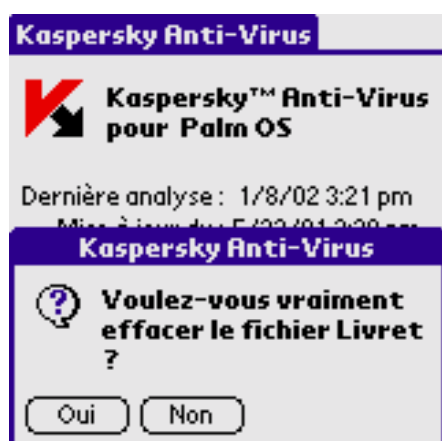 Kaspersky Anti-Virus
Kaspersky™ Anti-Virus
pour Palm OS
Dernière analyse : 1/8/02 3:21 pm
Kaspersky Anti-Virus
Voulez-vous vraiment
effacer le fichier Livret
?
Oui Non